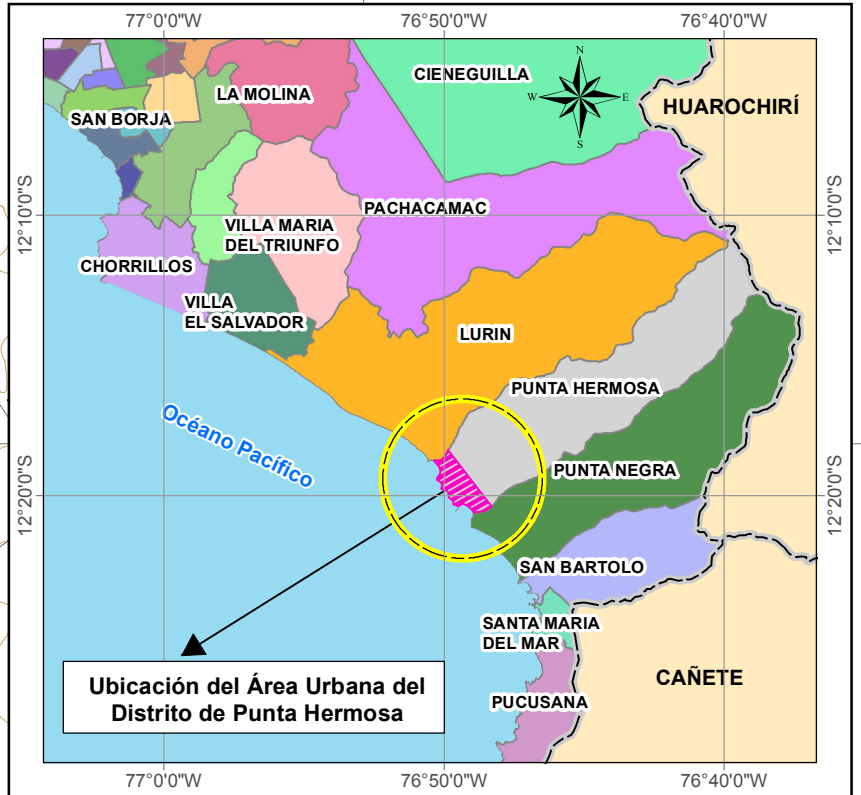 77°0'0"W 76°50'0"W 76°40'0"W
CIENEGUILLA
N
W E
S
LA MOLINA
HUAROCHIRÍ
SAN BORJA
12°10'0"S 12°10'0"S
PACHACAMAC
VILLA MARIA
DEL TRIUNFO
CHORRILLOS
VILLA
EL SALVADOR
LURIN
PUNTA HERMOSA
Océano Pacífico
PUNTA NEGRA
12°20'0"S 12°20'0"S
SAN BARTOLO
SANTA MARIA
DEL MAR
CAÑETE
Ubicación del Área Urbana del
Distrito de Punta Hermosa
PUCUSANA
77°0'0"W 76°50'0"W 76°40'0"W